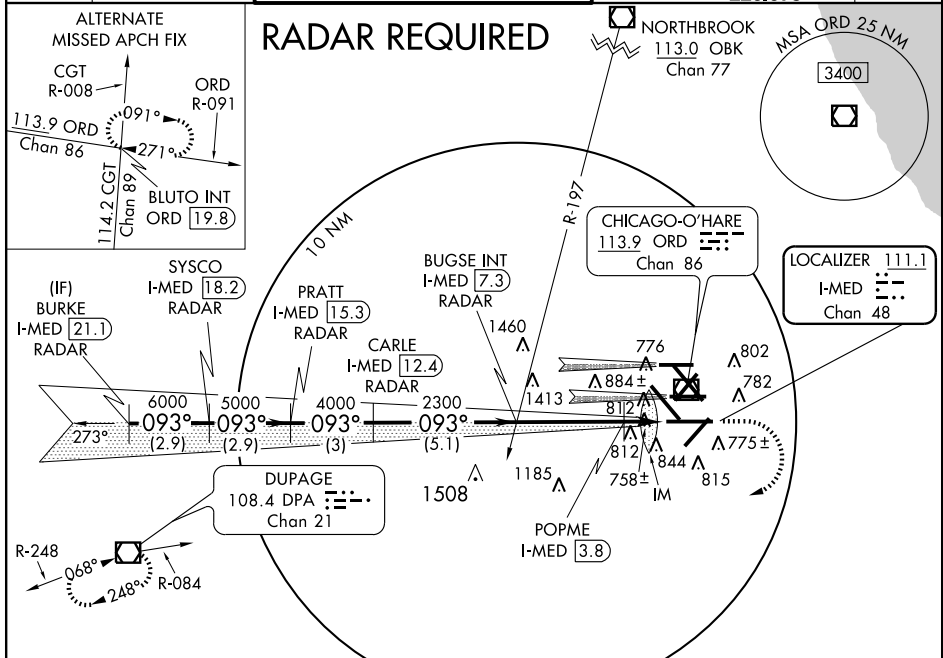 ALTERNATE
MISSED APCH FIX
CGT
R-008
ORD
R-091
091°
113.9 ORD
Chan 86
271°
114.2 CGT
Chan 89
BLUTO INT
ORD 19.8
RADAR REQUIRED
NORTHBROOK
113.0 OBK
Chan 77
MSA ORD 25 NM
3400
R-197
10 NM
CHICAGO-O'HARE
113.9 ORD
Chan 86
LOCALIZER 111.1
I-MED
Chan 48
(IF)
BURKE
I-MED 21.1
RADAR
SYSCO
I-MED 18.2
RADAR
PRATT
I-MED 15.3
RADAR
CARLE
I-MED 12.4
RADAR
BUGSE INT
I-MED 7.3
RADAR
1460
1413
776
884±
812
802
782
6000
5000
4000
2300
093°
093°
093°
093°
273°
(2.9)
(2.9)
(3)
(5.1)
812
758±
844
IM
815
775±
1508
1185
POPME
I-MED 3.8
DUPAGE
108.4 DPA
Chan 21
R-248
068°
248°
R-084